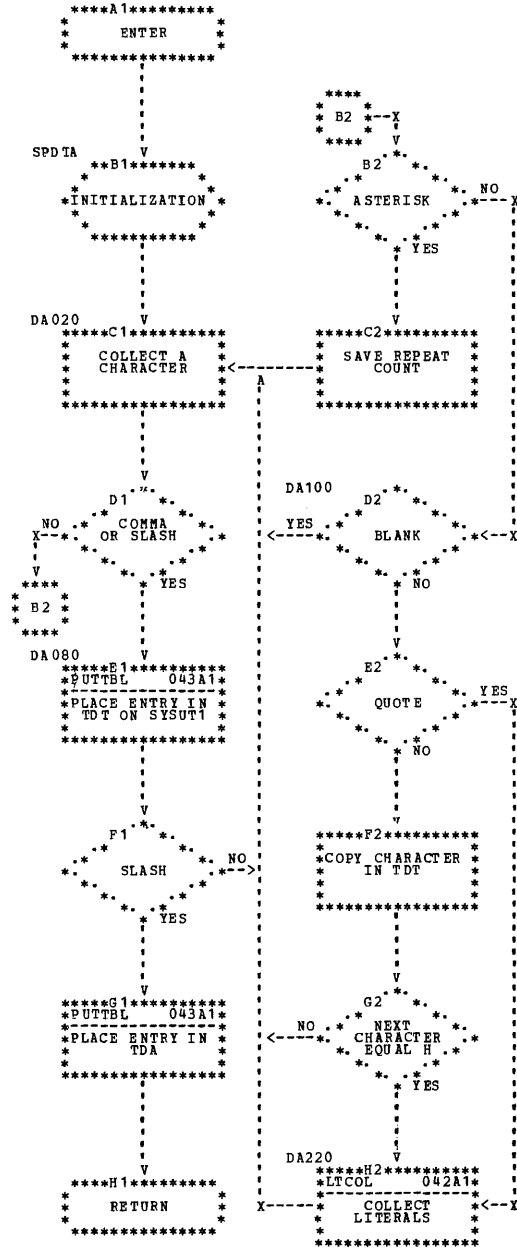 A1
ENTER
SPDTA
B1
INITIALIZATION
DA020
C1
COLLECT A
CHARACTER
D1
COMMA
OR SLASH
NO
YES
B2
DA080
E1
PUTTBL 043A1
PLACE ENTRY IN
TDT ON SYSUT1
F1
SLASH
NO
YES
G1
PUTTBL 043A1
PLACE ENTRY IN
TDA
H1
RETURN
B2
B2
ASTERISK
NO
YES
C2
SAVE REPEAT
COUNT
DA100
D2
BLANK
YES
NO
E2
QUOTE
YES
NO
F2
COPY CHARACTER
IN TDT
G2
NEXT
CHARACTER
EQUAL H
NO
YES
DA220
H2
LTCOL 042A1
COLLECT
LITERALS